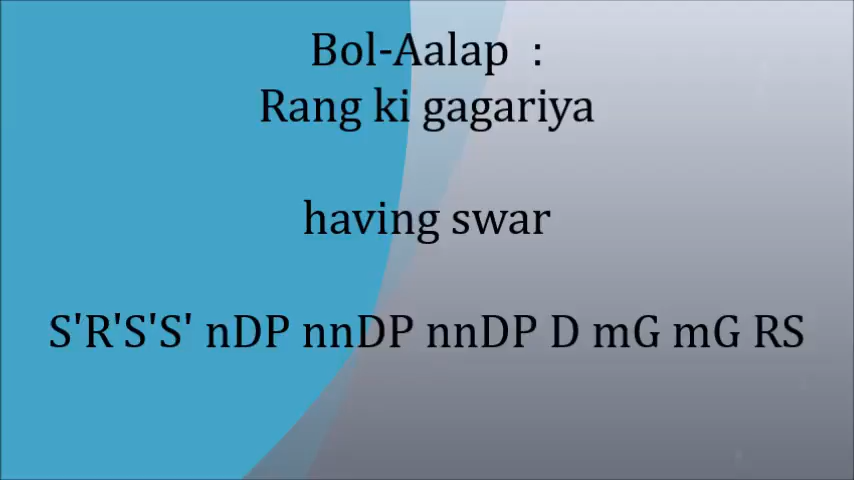 Bol-Aalap :
Rang ki gagariya
having swar
S'R'S'S' nDP nnDP nnDP D mG mG RS